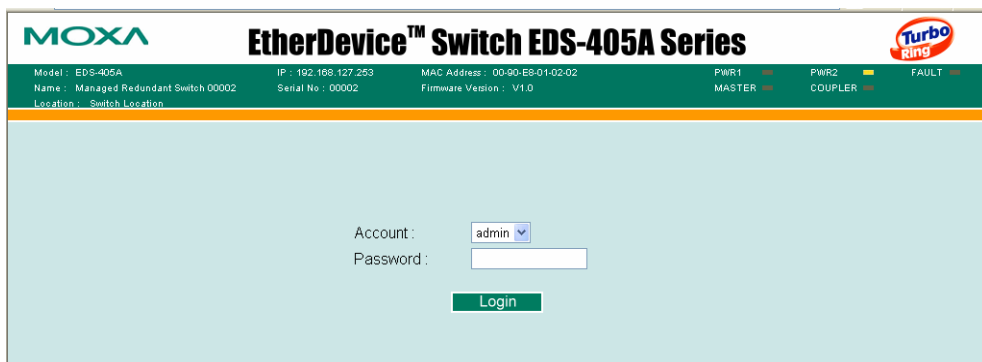 MOXA EtherDevice™ Switch EDS-405A Series Turbo Ring
Model : EDS-405A IP : 192.168.127.253 MAC Address : 00-90-E8-01-02-02 PWR1 PWR2 FAULT
Name : Managed Redundant Switch 00002 Serial No : 00002 Firmware Version : V1.0 MASTER COUPLER
Location : Switch Location
Account : admin
Password :
Login